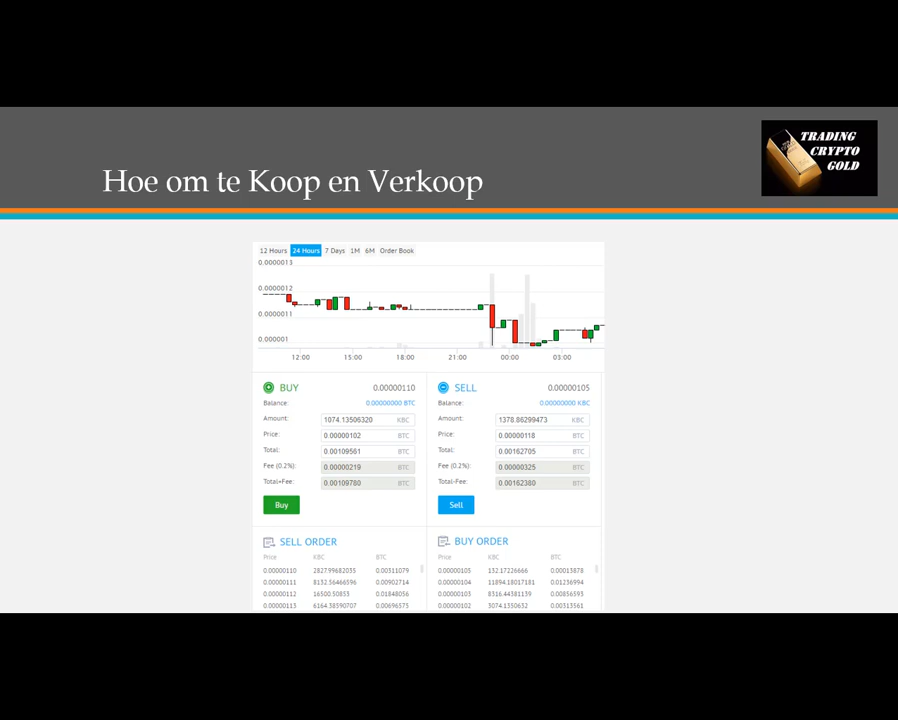 TRADING
CRYPTO
GOLD
Hoe om te Koop en Verkoop
12 Hours 24 Hours 7 Days 1M 6M Order Book
0.0000013
0.0000012
0.0000011
0.000001
12:00 15:00 18:00 21:00 00:00 03:00
BUY 0.00000110
Balance: 0.00000000 BTC
Amount: 1074.13506320 KBC
Price: 0.00000102 BTC
Total: 0.00109561 BTC
Fee (0.2%): 0.00000219 BTC
Total+Fee: 0.00109780 BTC
Buy
SELL 0.00000105
Balance: 0.00000000 KBC
Amount: 1378.86299473 KBC
Price: 0.00000118 BTC
Total: 0.00162705 BTC
Fee (0.2%): 0.00000325 BTC
Total-Fee: 0.00162380 BTC
Sell
SELL ORDER
Price KBC BTC
0.00000110 2827.99682035 0.00311079
0.00000111 8132.56466596 0.00902714
0.00000112 16500.50853 0.01848056
0.00000113 6164.38590707 0.00696575
BUY ORDER
Price KBC BTC
0.00000105 132.17226666 0.00013878
0.00000104 11894.18017181 0.01236994
0.00000103 8316.44381139 0.00856593
0.00000102 3074.1350632 0.00313561